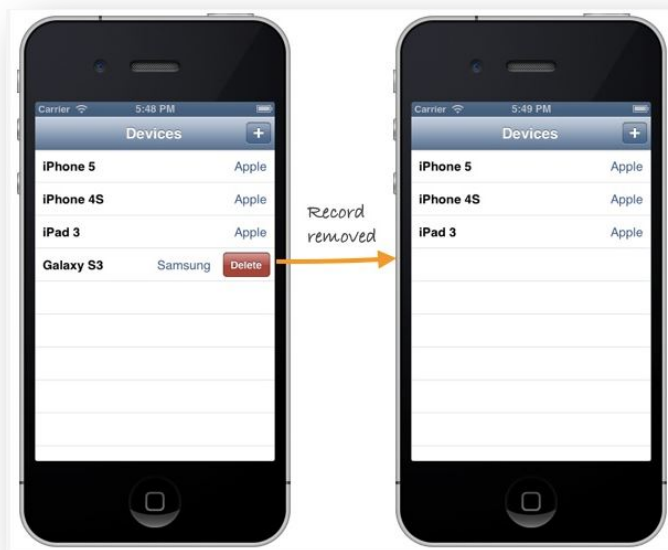 Carrier 5:48 PM
Devices +
iPhone 5 Apple
iPhone 4S Apple
iPad 3 Apple
Galaxy S3 Samsung Delete
Record
removed
Carrier 5:49 PM
Devices +
iPhone 5 Apple
iPhone 4S Apple
iPad 3 Apple